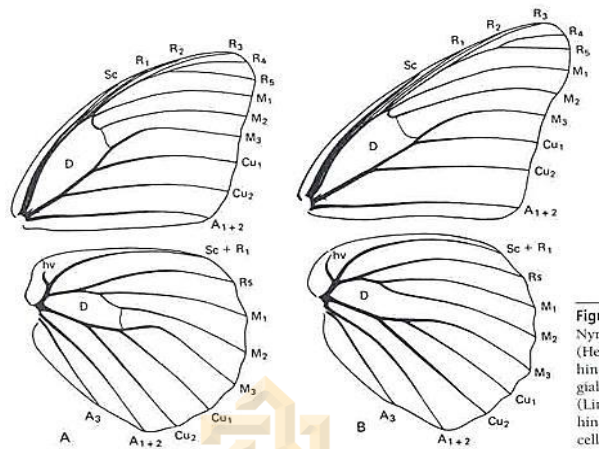 Sc R₁ R₂ R₃
R₄
R₅
M₁
M₂
M₃
Cu₁
Cu₂
A₁₊₂
D
hv
Sc + R₁
Rs
M₁
M₂
M₃
Cu₁
Cu₂
A₁₊₂
A₃
D
A
Sc R₁ R₂ R₃
R₄
R₅
M₁
M₂
M₃
Cu₁
Cu₂
A₁₊₂
D
hv
Sc + R₁
Rs
M₁
M₂
M₃
Cu₁
Cu₂
A₁₊₂
A₃
D
B
Figu
Nyn
(He
hin
gial
(Lin
hin
cell